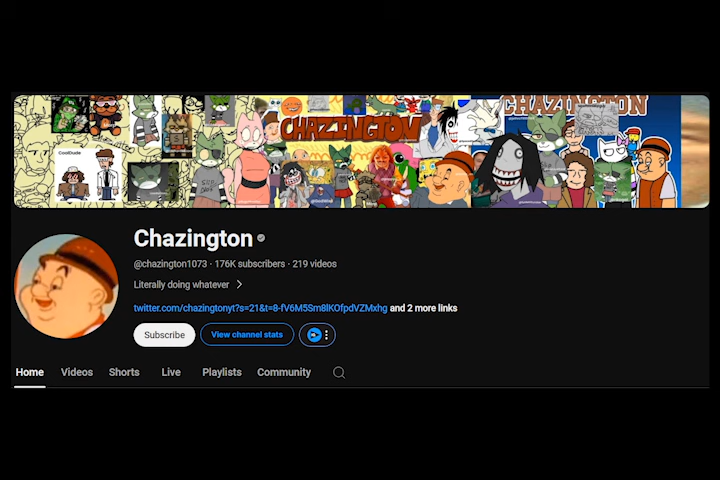 CHAZINGTON
CHAZINGTON
CoolDude
Chazington
@chazington1073 · 176K subscribers · 219 videos
Literally doing whatever
twitter.com/chazingtonyt?s=21&t=8-fV6M5Sm8lKOfpdVZMxhg and 2 more links
Subscribe View channel stats
Home Videos Shorts Live Playlists Community